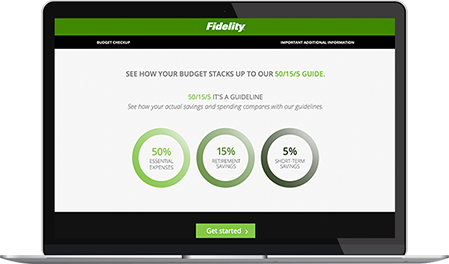 Fidelity
BUDGET CHECKUP
IMPORTANT ADDITIONAL INFORMATION
SEE HOW YOUR BUDGET STACKS UP TO OUR 50/15/5 GUIDE.
50/15/5 IT'S A GUIDELINE
See how your actual savings and spending compares with our guidelines.
50%
ESSENTIAL
EXPENSES
15%
RETIREMENT
SAVINGS
5%
SHORT-TERM
SAVINGS
Get started ›